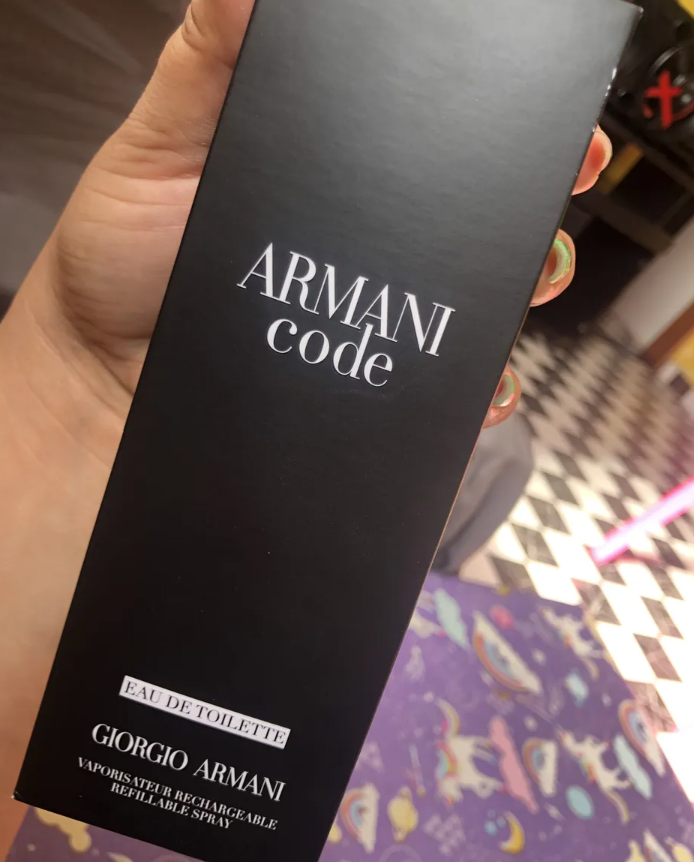 ARMANI
code
EAU DE TOILETTE
GIORGIO ARMANI
VAPORISATEUR RECHARGEABLE
REFILLABLE SPRAY